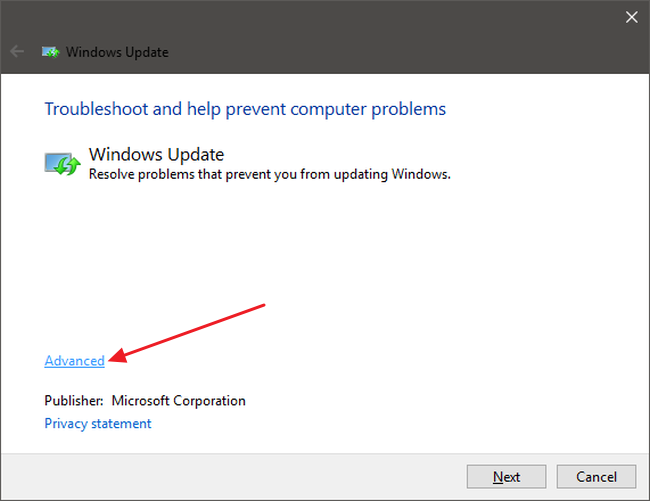 Windows Update
Troubleshoot and help prevent computer problems
Windows Update
Resolve problems that prevent you from updating Windows.
Advanced
Publisher: Microsoft Corporation
Privacy statement
Next
Cancel